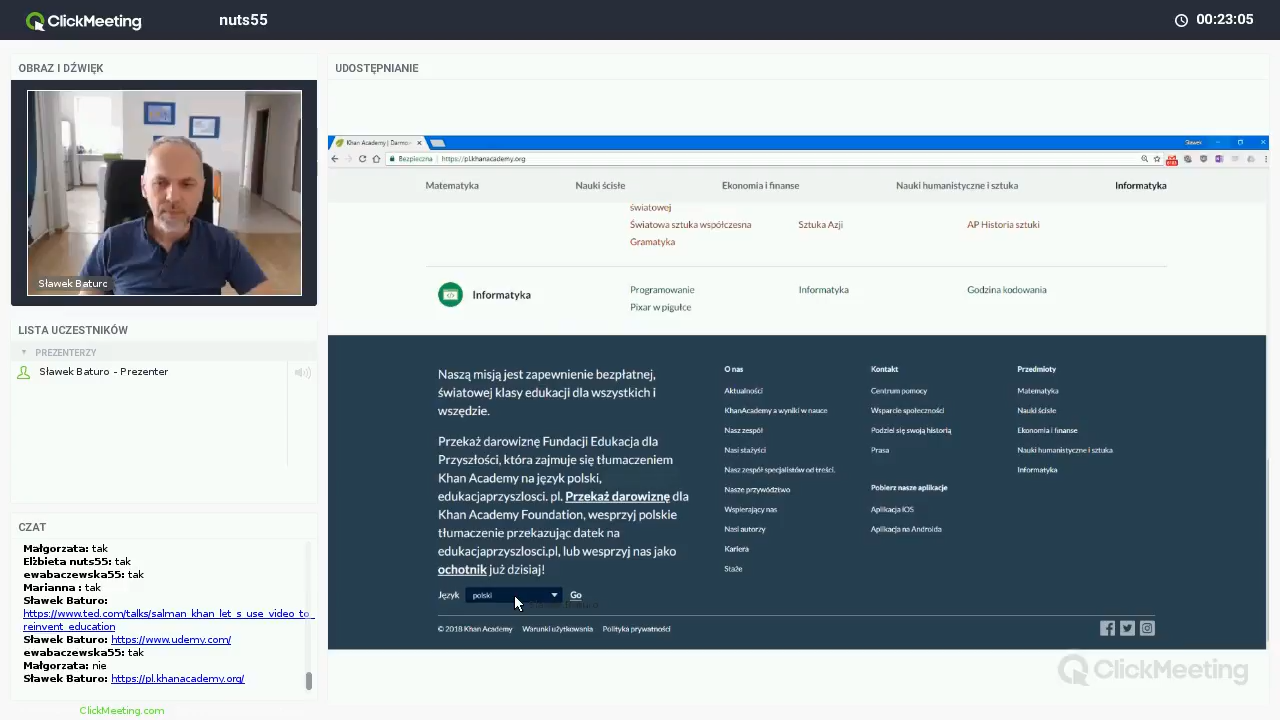 ClickMeeting
nuts55
00:23:05
OBRAZ I DŹWIĘK
Sławek Baturo
LISTA UCZESTNIKÓW
PREZENTERZY
Sławek Baturo - Prezenter
CZAT
Małgorzata: tak
Elżbieta nuts55: tak
ewabaczewska55: tak
Marianna : tak
Sławek Baturo:
https://www.ted.com/talks/salman_khan_let_s_use_video_to_
reinvent_education
Sławek Baturo: https://www.udemy.com/
ewabaczewska55: tak
Małgorzata: nie
Sławek Baturo: https://pl.khanacademy.org/
ClickMeeting.com
UDOSTĘPNIANIE
Khan Academy | Darmo
Sławek
Bezpieczna
https://pl.khanacademy.org
Matematyka
Nauki ścisłe
Ekonomia i finanse
Nauki humanistyczne i sztuka
Informatyka
światowej
Światowa sztuka współczesna
Sztuka Azji
AP Historia sztuki
Gramatyka
Informatyka
Programowanie
Informatyka
Godzina kodowania
Pixar w pigułce
Naszą misją jest zapewnienie bezpłatnej,
światowej klasy edukacji dla wszystkich i
wszędzie.
Przekaż darowiznę Fundacji Edukacja dla
Przyszłości, która zajmuje się tłumaczeniem
Khan Academy na język polski,
edukacjaprzyszlosci. pl. Przekaż darowiznę dla
Khan Academy Foundation, wesprzyj polskie
tłumaczenie przekazując datek na
edukacjaprzyszlosci.pl, lub wesprzyj nas jako
ochotnik już dzisiaj!
Język
polski
Go
O nas
Aktualności
KhanAcademy a wyniki w nauce
Nasz zespół
Nasi stażyści
Nasz zespół specjalistów od treści.
Nasze przywództwo
Wspierający nas
Nasi autorzy
Kariera
Staże
Kontakt
Centrum pomocy
Wsparcie społeczności
Podziel się swoją historią
Prasa
Pobierz nasze aplikacje
Aplikacja iOS
Aplikacja na Androida
Przedmioty
Matematyka
Nauki ścisłe
Ekonomia i finanse
Nauki humanistyczne i sztuka
Informatyka
© 2018 Khan Academy
Warunki użytkowania
Polityka prywatności
ClickMeeting